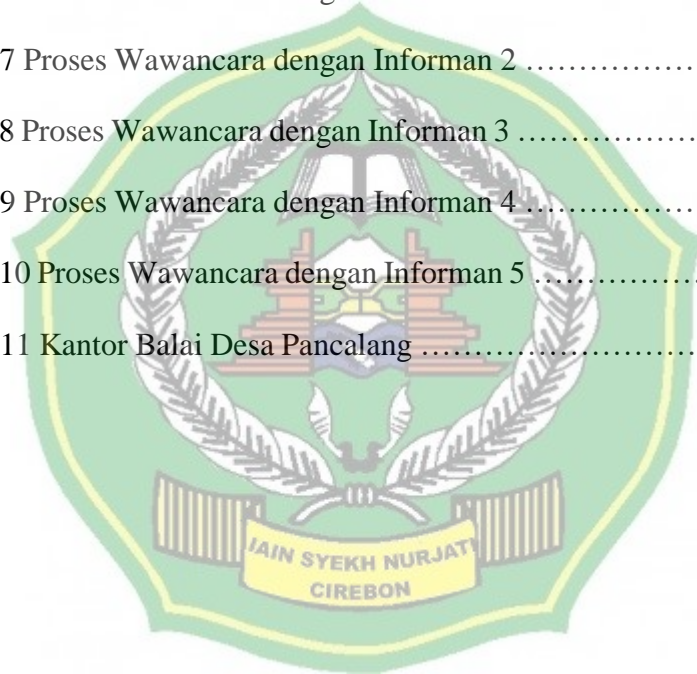 7 Proses Wawancara dengan Informan 2 ………………
8 Proses Wawancara dengan Informan 3 ………………
9 Proses Wawancara dengan Informan 4 ………………
10 Proses Wawancara dengan Informan 5 ……………..
11 Kantor Balai Desa Pancalang ………………………
IAIN SYEKH NURJATI
CIREBON